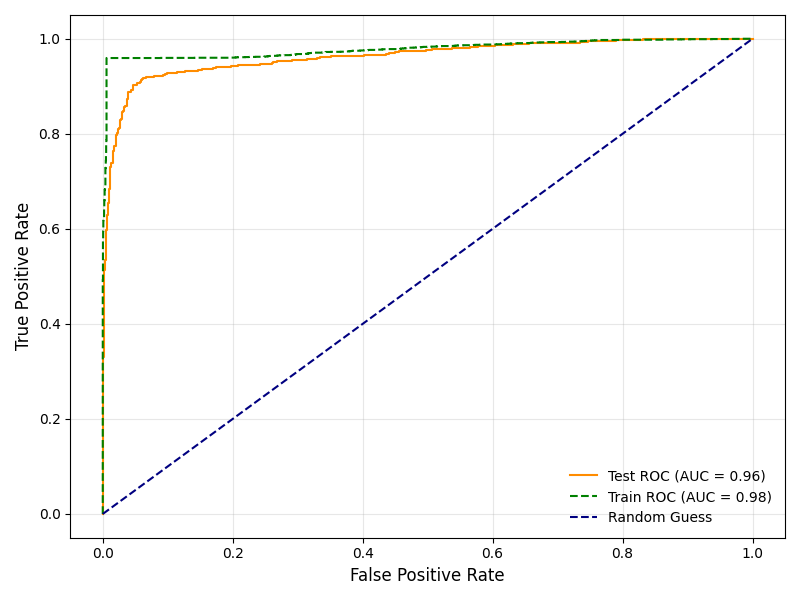 1.0
0.8
0.6
0.4
0.2
0.0
True Positive Rate
Test ROC (AUC = 0.96)
Train ROC (AUC = 0.98)
Random Guess
0.0 0.2 0.4 0.6 0.8 1.0
False Positive Rate